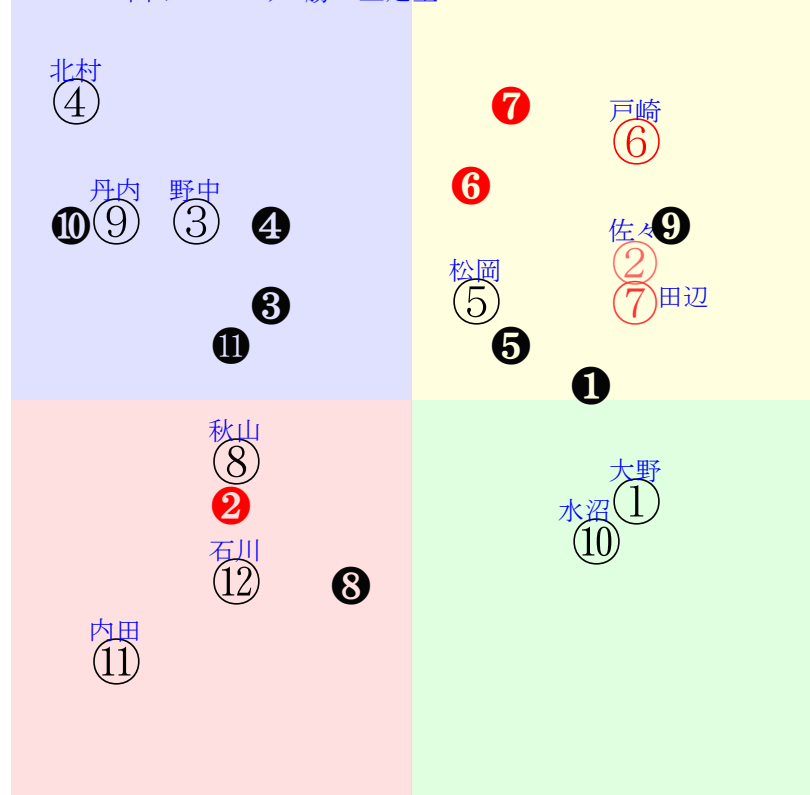 北村
④
❼
戸崎
⑥
❻
丹内
野中
❿
⑨
③
❹
佐々
❾
②
松岡
⑤
❸
⑦
田辺
⓫
❺
❶
秋山
⑧
大野
①
❷
水沼
⑩
石川
⑫
❽
内田
⑪